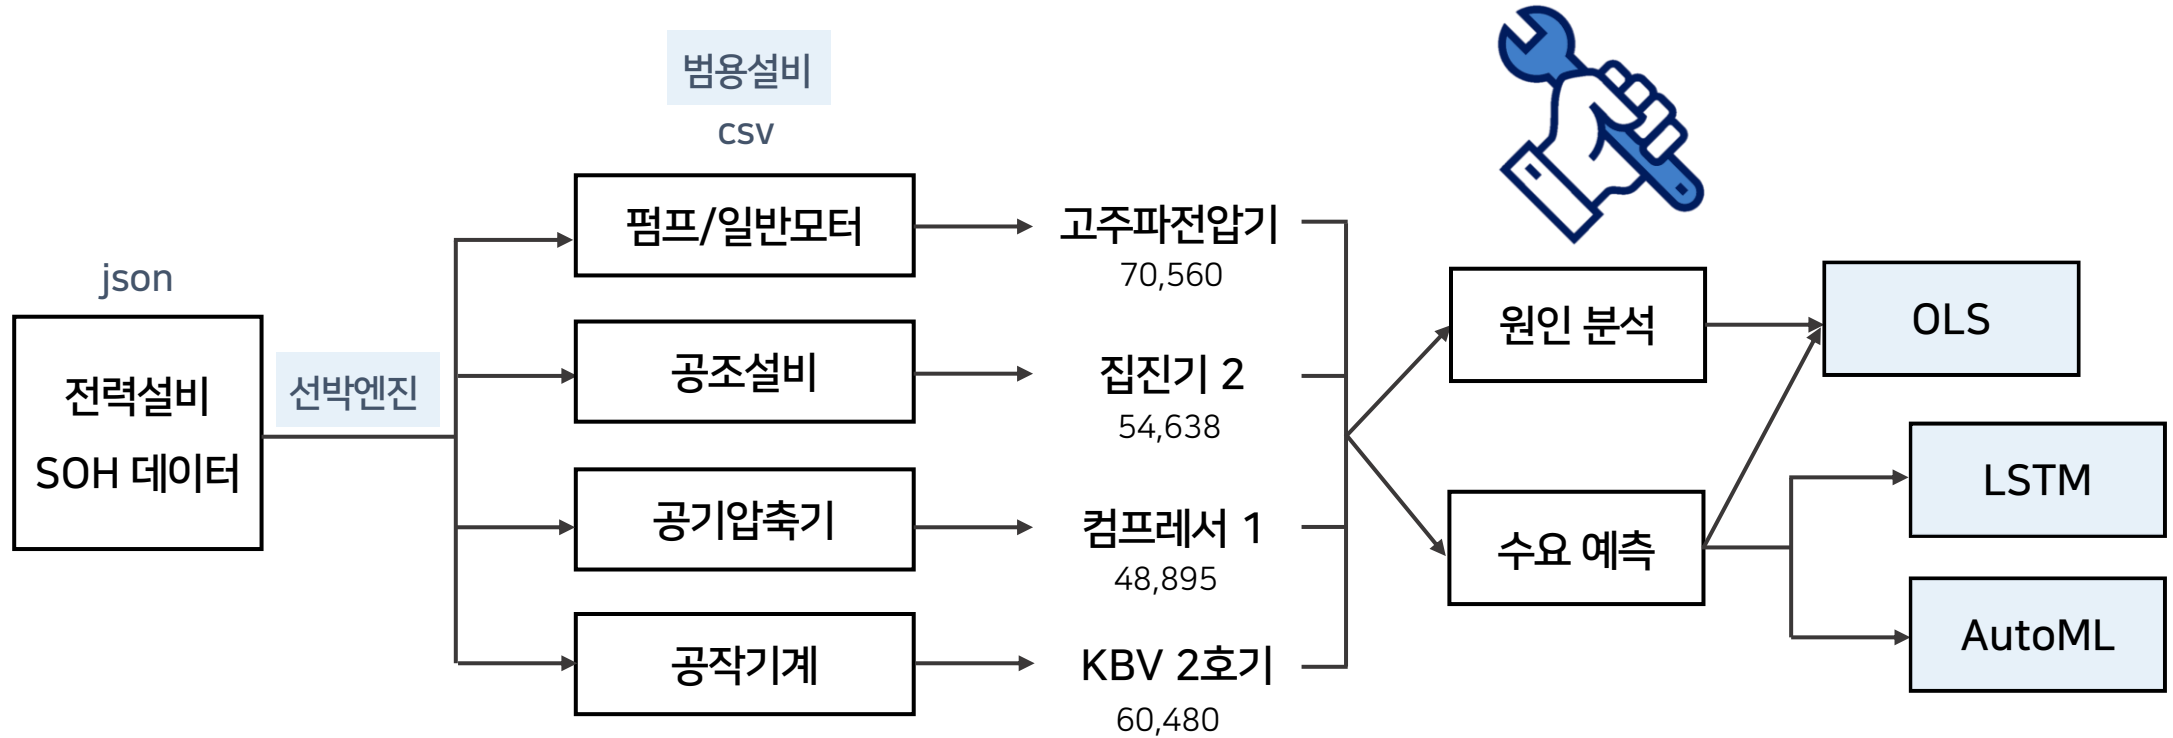 범용설비
csv
json
전력설비
SOH 데이터
선박엔진
펌프/일반모터
고주파전압기
70,560
공조설비
집진기 2
54,638
공기압축기
컴프레서 1
48,895
공작기계
KBV 2호기
60,480
원인 분석
수요 예측
OLS
LSTM
AutoML